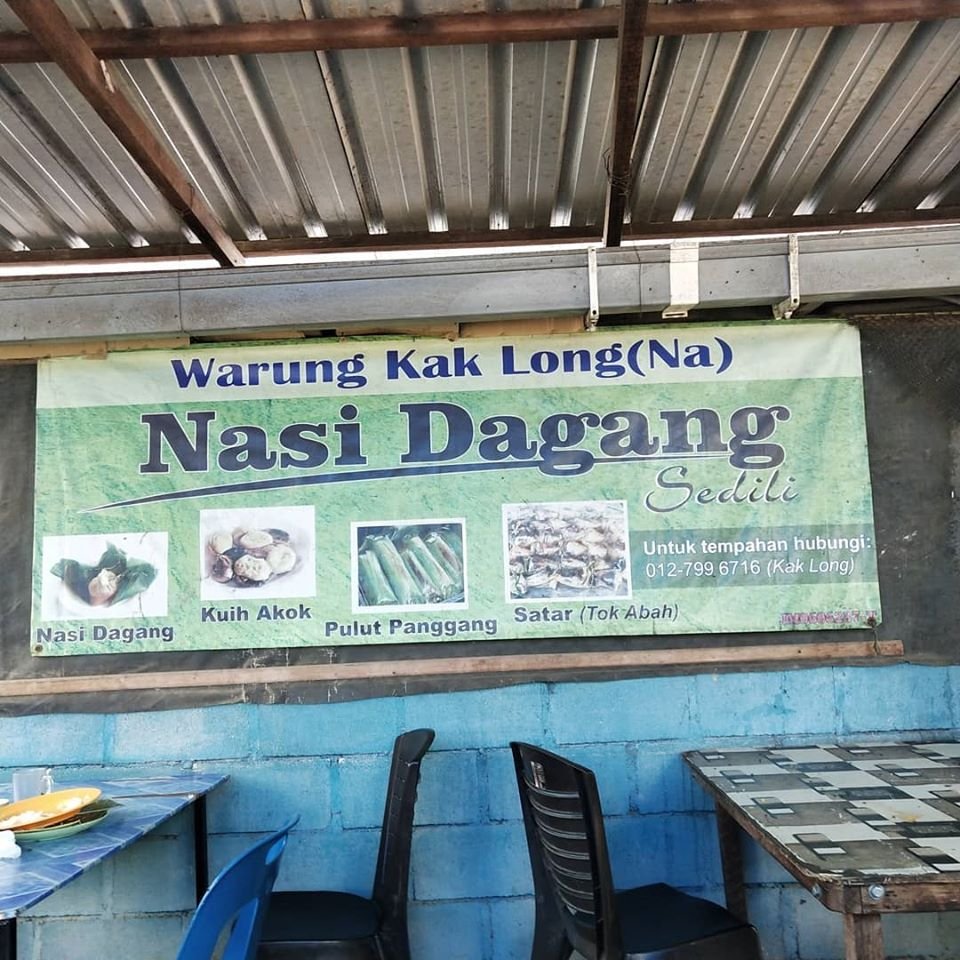 Warung Kak Long(Na)
Nasi Dagang
Sedili
Untuk tempahan hubungi:
012-799 6716 (Kak Long)
Nasi Dagang
Kuih Akok
Pulut Panggang
Satar (Tok Abah)